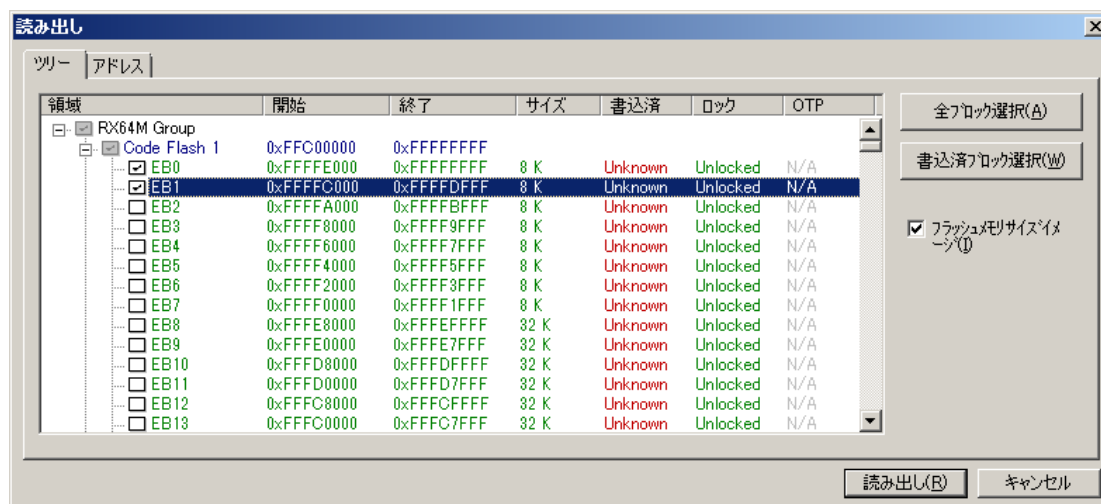 読み出し
ツリー アドレス
領域 開始 終了 サイズ 書込済 ロック OTP
RX64M Group
Code Flash 1 0xFFC00000 0xFFFFFFFF
EB0 0xFFFFE000 0xFFFFFFFF 8 K Unknown Unlocked N/A
EB1 0xFFFFC000 0xFFFFDFFF 8 K Unknown Unlocked N/A
EB2 0xFFFFA000 0xFFFFBFFF 8 K Unknown Unlocked N/A
EB3 0xFFFF8000 0xFFFF9FFF 8 K Unknown Unlocked N/A
EB4 0xFFFF6000 0xFFFF7FFF 8 K Unknown Unlocked N/A
EB5 0xFFFF4000 0xFFFF5FFF 8 K Unknown Unlocked N/A
EB6 0xFFFF2000 0xFFFF3FFF 8 K Unknown Unlocked N/A
EB7 0xFFFF0000 0xFFFF1FFF 8 K Unknown Unlocked N/A
EB8 0xFFFE8000 0xFFFEFFFF 32 K Unknown Unlocked N/A
EB9 0xFFFE0000 0xFFFE7FFF 32 K Unknown Unlocked N/A
EB10 0xFFFD8000 0xFFFDFFFF 32 K Unknown Unlocked N/A
EB11 0xFFFD0000 0xFFFD7FFF 32 K Unknown Unlocked N/A
EB12 0xFFFC8000 0xFFFCFFFF 32 K Unknown Unlocked N/A
EB13 0xFFFC0000 0xFFFC7FFF 32 K Unknown Unlocked N/A
全ブロック選択(A)
書込済ブロック選択(W)
フラッシュメモリサイズイメ
ージ(I)
読み出し(R) キャンセル